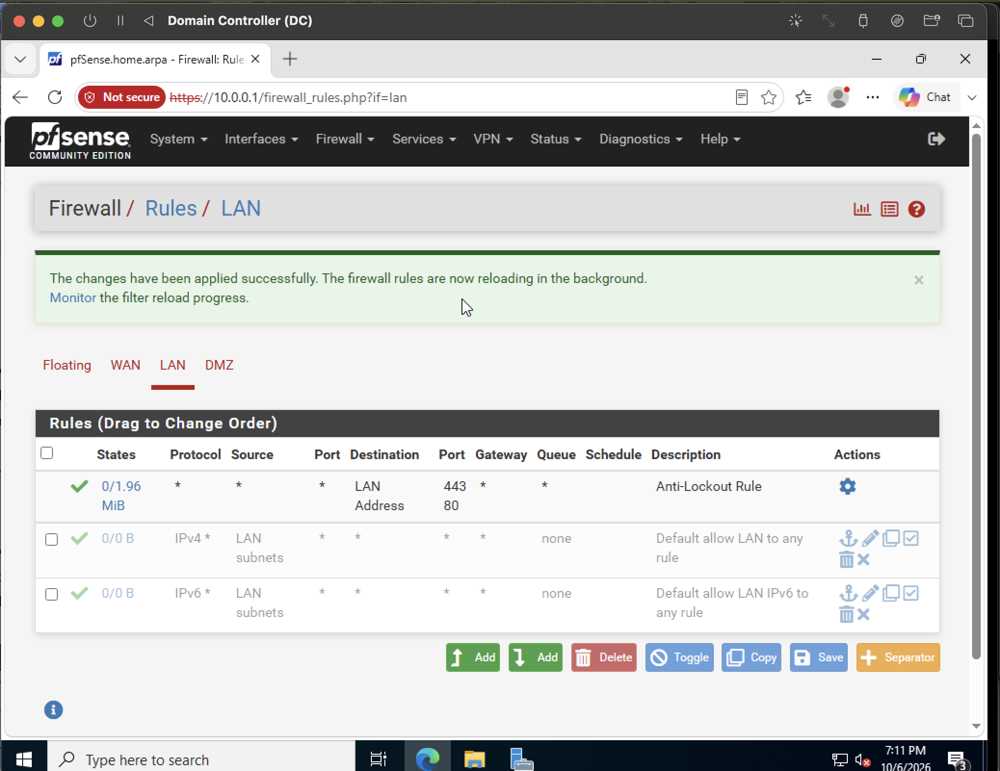 Domain Controller (DC)
pfSense.home.arpa - Firewall: Rule
Not secure https://10.0.0.1/firewall_rules.php?if=lan
Chat
pfsense
COMMUNITY EDITION
System Interfaces Firewall Services VPN Status Diagnostics Help
Firewall / Rules / LAN
The changes have been applied successfully. The firewall rules are now reloading in the background.
Monitor the filter reload progress.
Floating WAN LAN DMZ
Rules (Drag to Change Order)
States Protocol Source Port Destination Port Gateway Queue Schedule Description Actions
0/1.96 * * * LAN 443 * * Anti-Lockout Rule
MiB Address 80
0/0 B IPv4 * LAN * * * * none Default allow LAN to any
subnets rule
0/0 B IPv6 * LAN * * * * none Default allow LAN IPv6 to
subnets any rule
Add Add Delete Toggle Copy Save Separator
Type here to search
7:11 PM
10/6/2026
3